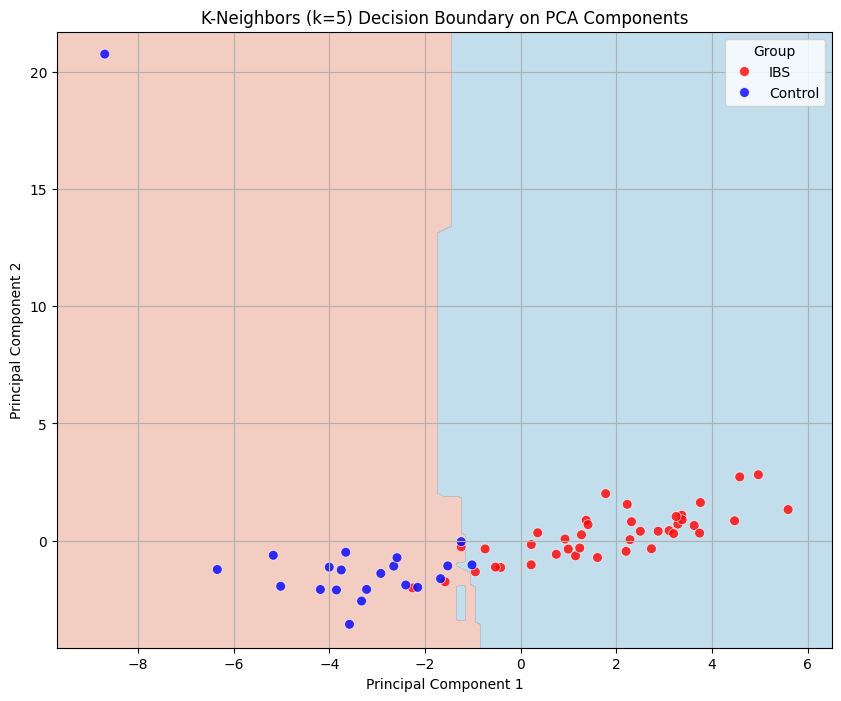 K-Neighbors (k=5) Decision Boundary on PCA Components
Group
IBS
Control
20
15
10
5
0
Principal Component 2
−8
−6
−4
−2
0
2
4
6
Principal Component 1